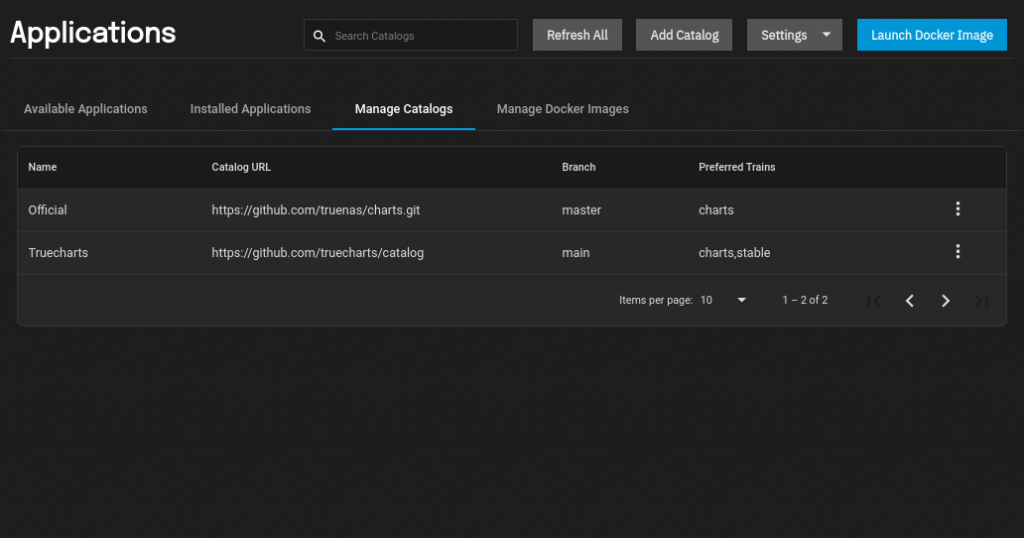 Applications
Search Catalogs
Refresh All
Add Catalog
Settings
Launch Docker Image
Available Applications
Installed Applications
Manage Catalogs
Manage Docker Images
Name Catalog URL Branch Preferred Trains
Official https://github.com/truenas/charts.git master charts
Truecharts https://github.com/truecharts/catalog main charts,stable
Items per page: 10 1 – 2 of 2